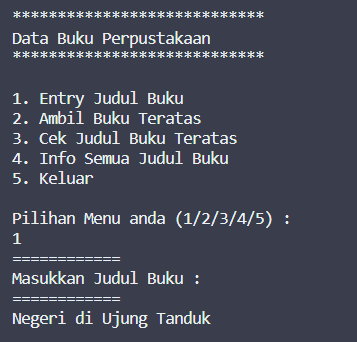 ****************************
Data Buku Perpustakaan
****************************
1. Entry Judul Buku
2. Ambil Buku Teratas
3. Cek Judul Buku Teratas
4. Info Semua Judul Buku
5. Keluar
Pilihan Menu anda (1/2/3/4/5) :
1
============
Masukkan Judul Buku :
============
Negeri di Ujung Tanduk